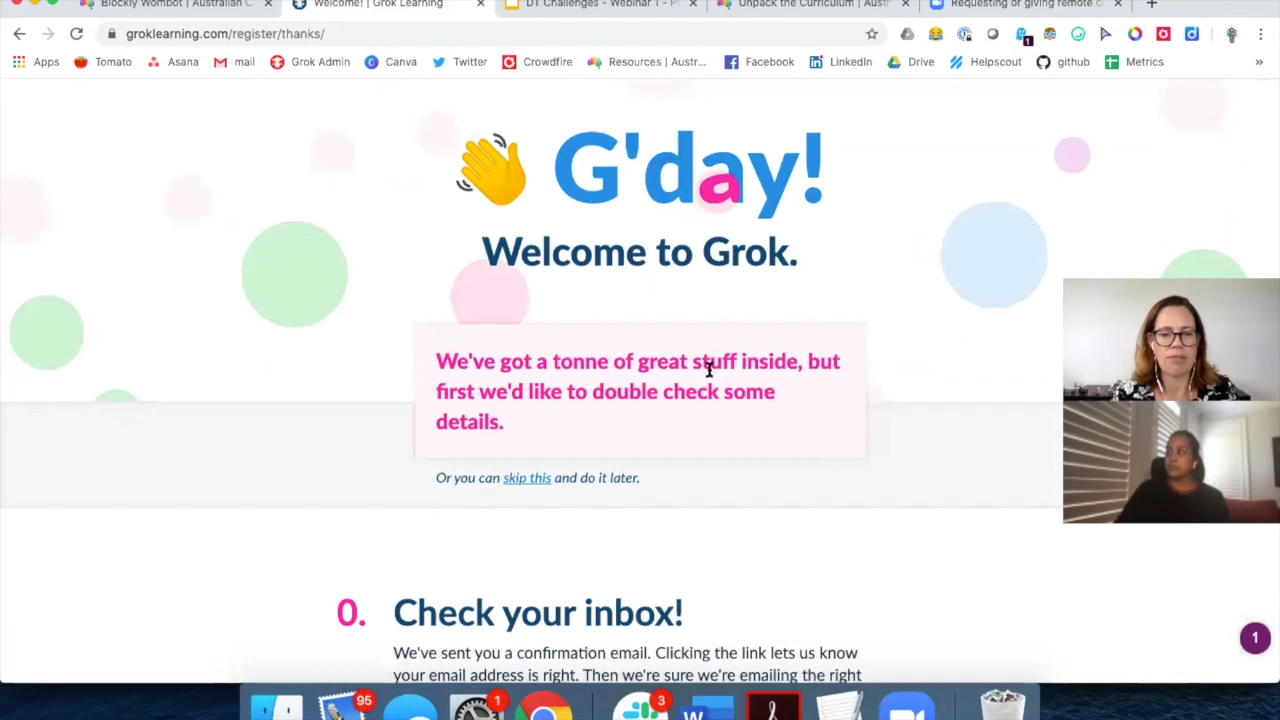 Blockly Wombot | Australian C
Welcome! | Grok Learning
DT Challenges - Webinar 1 - P
Unpack the Curriculum | Aust
Requesting or giving remote c
groklearning.com/register/thanks/
1
Apps Tomato Asana mail Grok Admin Canva Twitter Crowdfire Resources | Austr... Facebook LinkedIn Drive Helpscout github Metrics »
G'day!
Welcome to Grok.
We've got a tonne of great stuff inside, but
first we'd like to double check some
details.
Or you can skip this and do it later.
0. Check your inbox!
We've sent you a confirmation email. Clicking the link lets us know
your email address is right. Then we're sure we're emailing the right
1
95 1 3
W